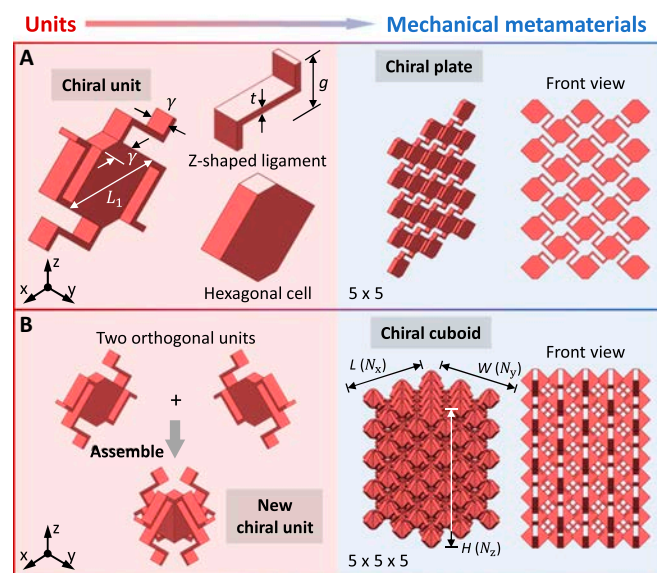 Units
Mechanical metamaterials
A
Chiral unit
γ
γ
L₁
t
g
Z-shaped ligament
Hexagonal cell
z
x
y
Chiral plate
Front view
5 x 5
B
Two orthogonal units
+
Assemble
New
chiral unit
z
x
y
Chiral cuboid
L (Nx)
W (Ny)
Front view
H (Nz)
5 x 5 x 5